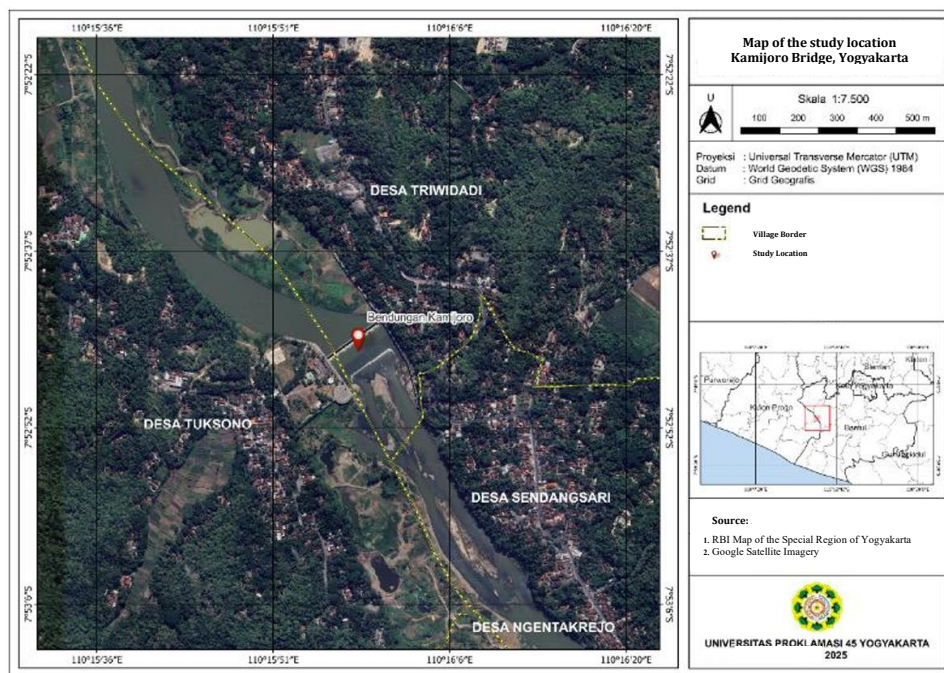 110°15'36"E 110°15'51"E 110°16'6"E 110°16'20"E
7°52'22"S 7°52'22"S
DESA TRIWIDADI
7°52'37"S 7°52'37"S
Bendungan Kamijoro
DESA TUKSONO
7°52'52"S 7°52'52"S
DESA SENDANGSARI
7°53'6"S 7°53'6"S
DESA NGENTAKREJO
110°15'36"E 110°15'51"E 110°16'6"E 110°16'20"E
Map of the study location
Kamijoro Bridge, Yogyakarta
U
Skala 1:7.500
100 200 300 400 500 m
Proyeksi : Universal Transverse Mercator (UTM)
Datum : World Geodetic System (WGS) 1984
Grid : Grid Geografis
Legend
Village Border
Study Location
Klaten
Sleman
Purworejo
Yogyakarta
Kulon Progo
Bantul
Gunungkidul
Source:
1. RBI Map of the Special Region of Yogyakarta
2. Google Satellite Imagery
UNIVERSITAS PROKLAMASI 45 YOGYAKARTA
2025